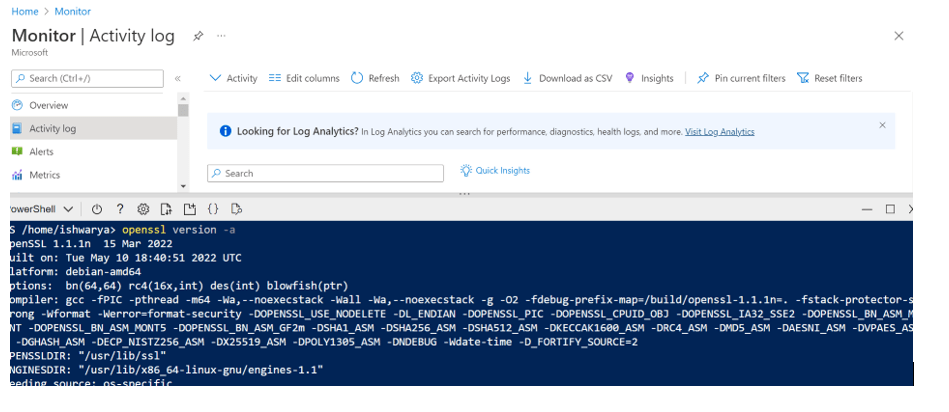 Home > Monitor
Monitor | Activity log
Microsoft
Search (Ctrl+/)
Activity Edit columns Refresh Export Activity Logs Download as CSV Insights Pin current filters Reset filters
Overview
Activity log
Looking for Log Analytics? In Log Analytics you can search for performance, diagnostics, health logs, and more. Visit Log Analytics
Alerts
Metrics
Search
Quick Insights
owerShell
S /home/ishwarya> openssl version -a
penSSL 1.1.1n  15 Mar 2022
uilt on: Tue May 10 18:40:51 2022 UTC
latform: debian-amd64
ptions:  bn(64,64) rc4(16x,int) des(int) blowfish(ptr)
ompiler: gcc -fPIC -pthread -m64 -Wa,--noexecstack -Wall -Wa,--noexecstack -g -O2 -fdebug-prefix-map=/build/openssl-1.1.1n=. -fstack-protector-s
rong -Wformat -Werror=format-security -DOPENSSL_USE_NODELETE -DL_ENDIAN -DOPENSSL_PIC -DOPENSSL_CPUID_OBJ -DOPENSSL_IA32_SSE2 -DOPENSSL_BN_ASM_M
NT -DOPENSSL_BN_ASM_MONT5 -DOPENSSL_BN_ASM_GF2m -DSHA1_ASM -DSHA256_ASM -DSHA512_ASM -DKECCAK1600_ASM -DRC4_ASM -DMD5_ASM -DAESNI_ASM -DVPAES_AS
-DGHASH_ASM -DECP_NISTZ256_ASM -DX25519_ASM -DPOLY1305_ASM -DNDEBUG -Wdate-time -D_FORTIFY_SOURCE=2
PENSSLDIR: "/usr/lib/ssl"
NGINESDIR: "/usr/lib/x86_64-linux-gnu/engines-1.1"
eeding source: os-specific